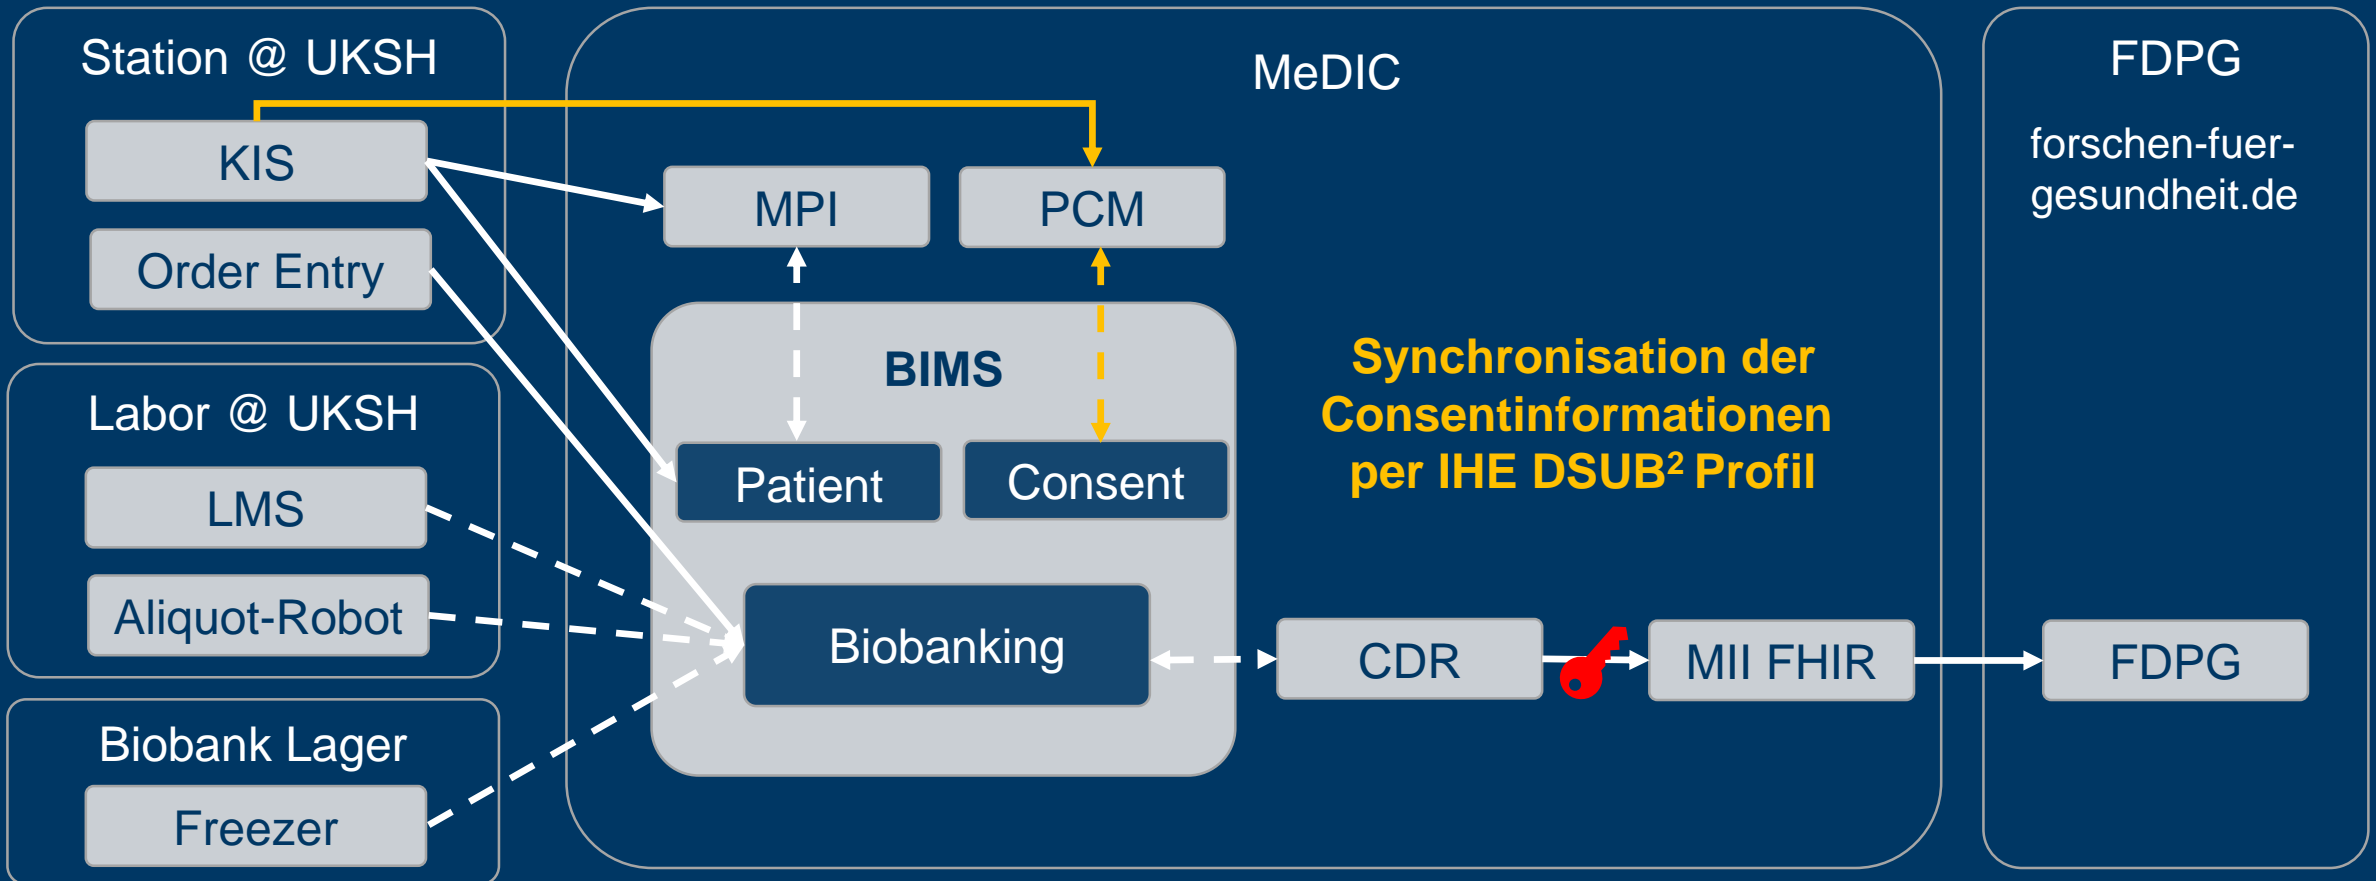 Station @ UKSH
KIS
Order Entry
Labor @ UKSH
LMS
Aliquot-Robot
Biobank Lager
Freezer
MeDIC
MPI
PCM
BIMS
Patient
Consent
Biobanking
Synchronisation der
Consentinformationen
per IHE DSUB² Profil
CDR
MII FHIR
FDPG
forschen-fuer-
gesundheit.de
FDPG